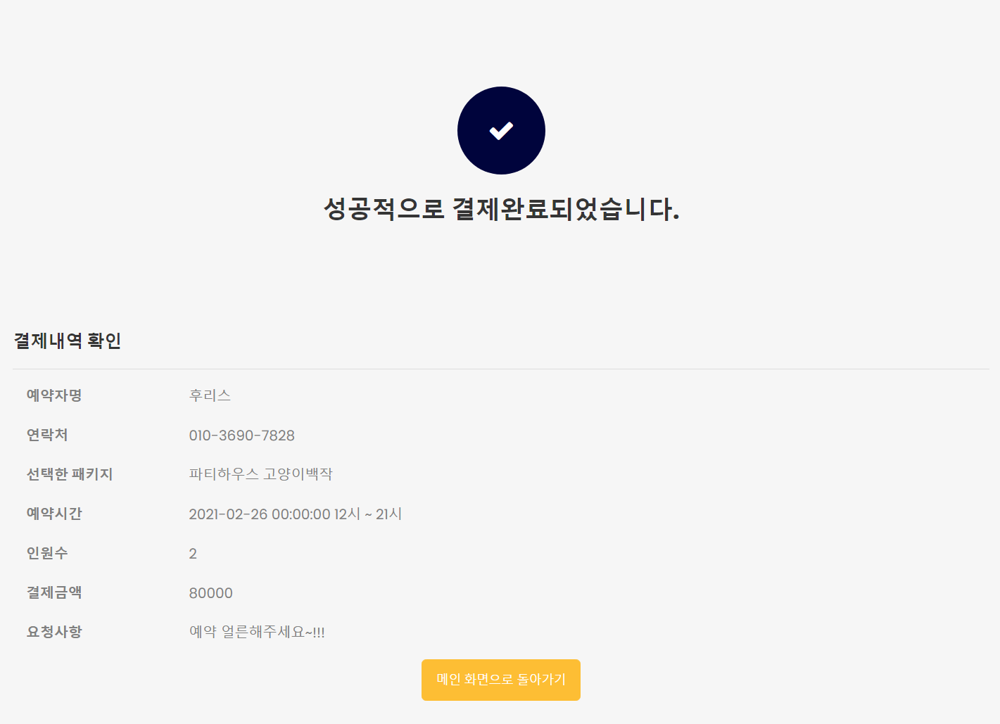 성공적으로 결제완료되었습니다.
결제내역 확인
예약자명 후리스
연락처 010-3690-7828
선택한 패키지 파티하우스 고양이백작
예약시간 2021-02-26 00:00:00 12시 ~ 21시
인원수 2
결제금액 80000
요청사항 예약 얼른해주세요~!!!
메인 화면으로 돌아가기